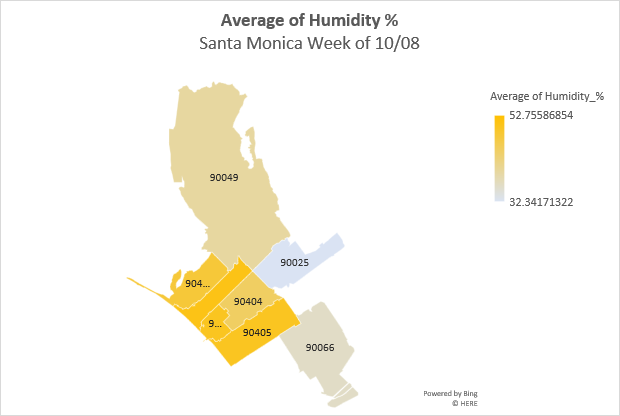 Average of Humidity %
Santa Monica Week of 10/08
Average of Humidity_%
52.75586854
32.34171322
90049
90025
904...
90404
9...
90405
90066
Powered by Bing
© HERE